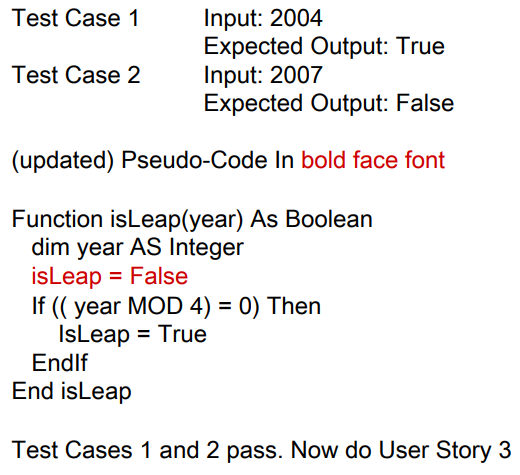 Test Case 1 Input: 2004
Expected Output: True
Test Case 2 Input: 2007
Expected Output: False
(updated) Pseudo-Code In bold face font
Function isLeap(year) As Boolean
dim year AS Integer
isLeap = False
If (( year MOD 4) = 0) Then
IsLeap = True
EndIf
End isLeap
Test Cases 1 and 2 pass. Now do User Story 3